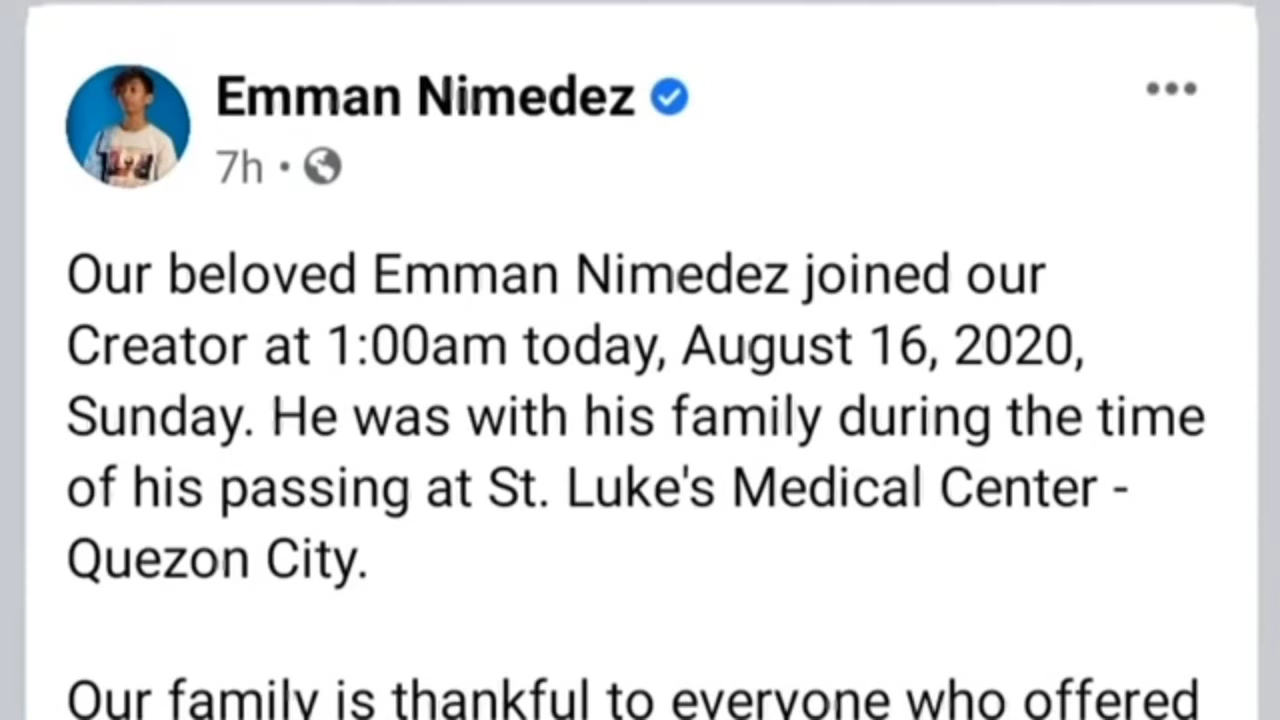 Emman Nimedez
7h •
Our beloved Emman Nimedez joined our
Creator at 1:00am today, August 16, 2020,
Sunday. He was with his family during the time
of his passing at St. Luke's Medical Center -
Quezon City.
Our family is thankful to everyone who offered